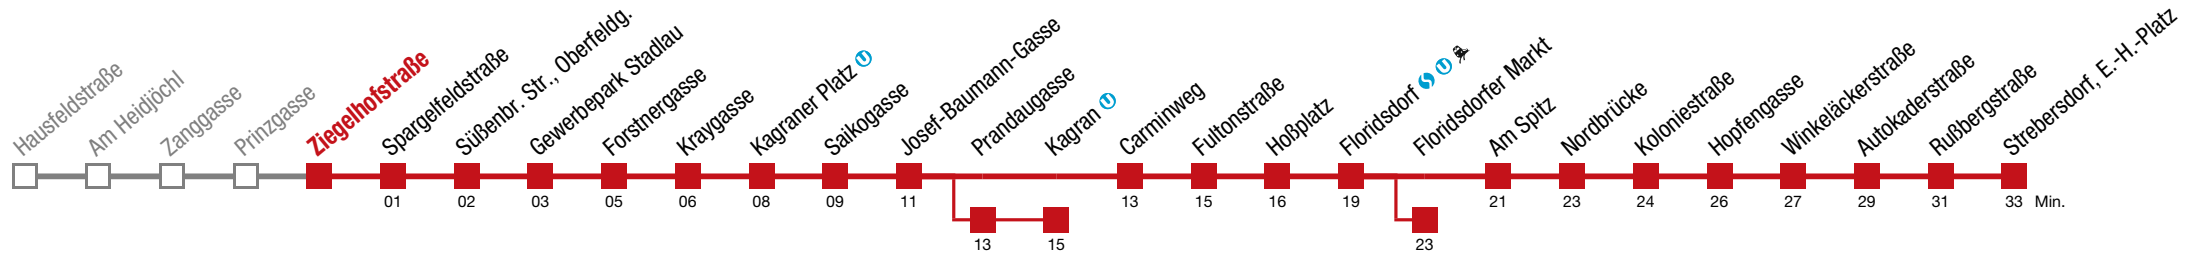 Hausfeldstraße
Am Heidjöchl
Zanggasse
Prinzgasse
Ziegelhofstraße
Spargelfeldstraße
Süßenbr. Str., Oberfeldg.
Gewerbepark Stadlau
Forstnergasse
Kraygasse
Kagraner Platz U
Saikogasse
Josef-Baumann-Gasse
Prandaugasse
Kagran U
Carminweg
Fultonstraße
Hoßplatz
Floridsdorf S U
Floridsdorfer Markt
Am Spitz
Nordbrücke
Koloniestraße
Hopfengasse
Winkeläckerstraße
Autokaderstraße
Rußbergstraße
Strebersdorf, E.-H.-Platz
01 02 03 05 06 08 09 11 13 15 16 19 21 23 24 26 27 29 31 33 Min.
13 15 23